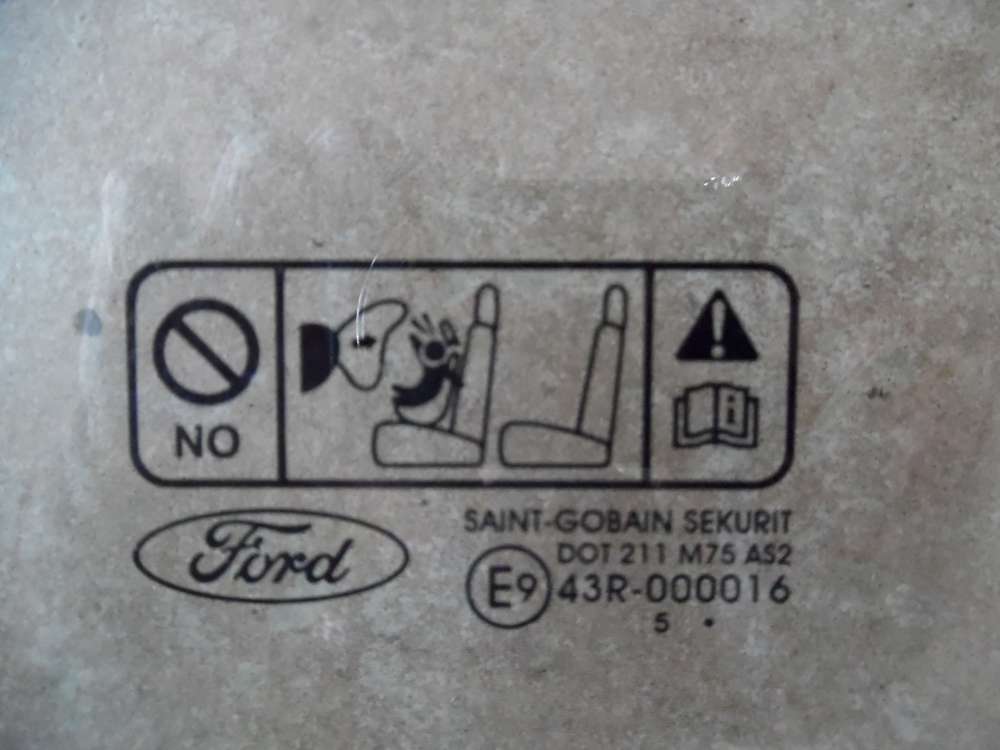 NO
i
Ford
SAINT-GOBAIN SEKURIT
DOT 211 M75 AS2
E9 43R-000016
5 •